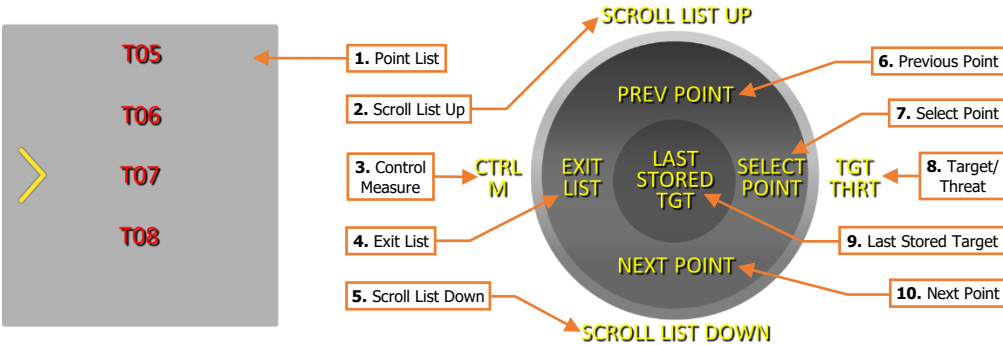 T05
T06
T07
T08
1. Point List
2. Scroll List Up
3. Control
Measure
4. Exit List
5. Scroll List Down
SCROLL LIST UP
PREV POINT
CTRL
M
EXIT
LIST
LAST
STORED
TGT
SELECT
POINT
TGT
THRT
NEXT POINT
SCROLL LIST DOWN
6. Previous Point
7. Select Point
8. Target/
Threat
9. Last Stored Target
10. Next Point